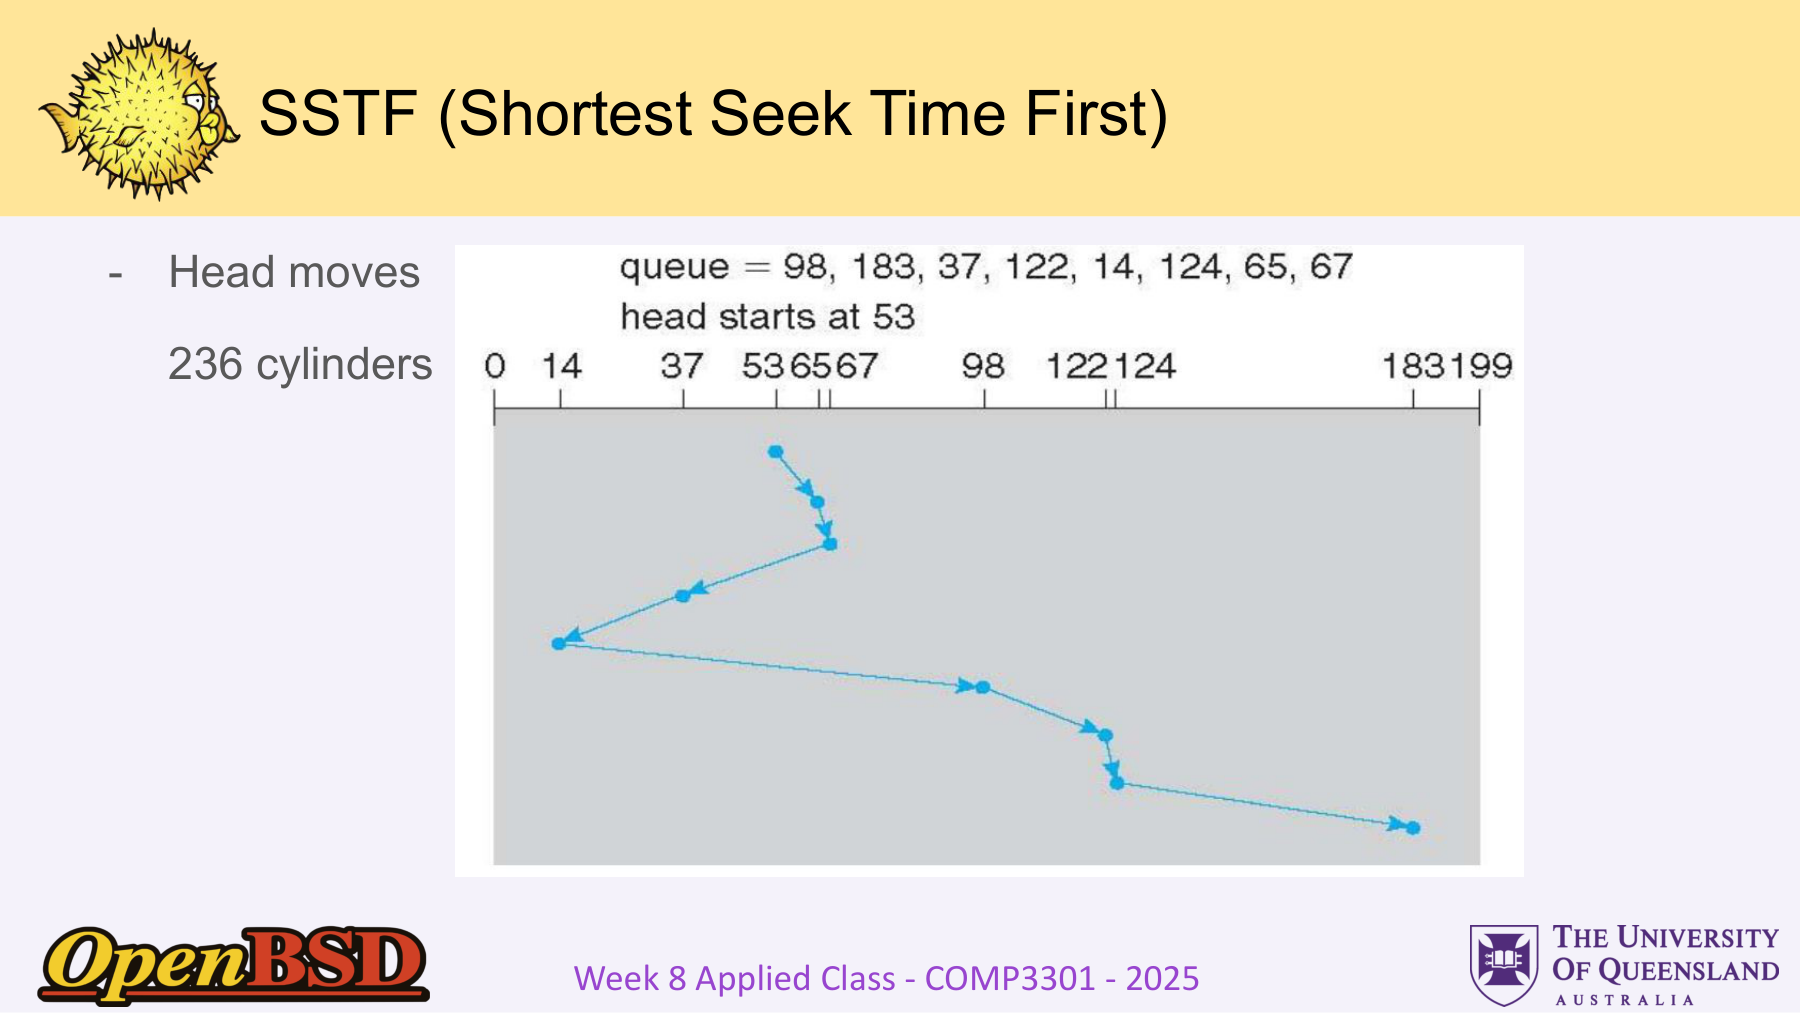 SSTF (Shortest Seek Time First)
- Head moves
236 cylinders
queue = 98, 183, 37, 122, 14, 124, 65, 67
head starts at 53
0 14 37 53 65 67 98 122 124 183 199
OpenBSD
Week 8 Applied Class - COMP3301 - 2025
THE UNIVERSITY
OF QUEENSLAND
AUSTRALIA